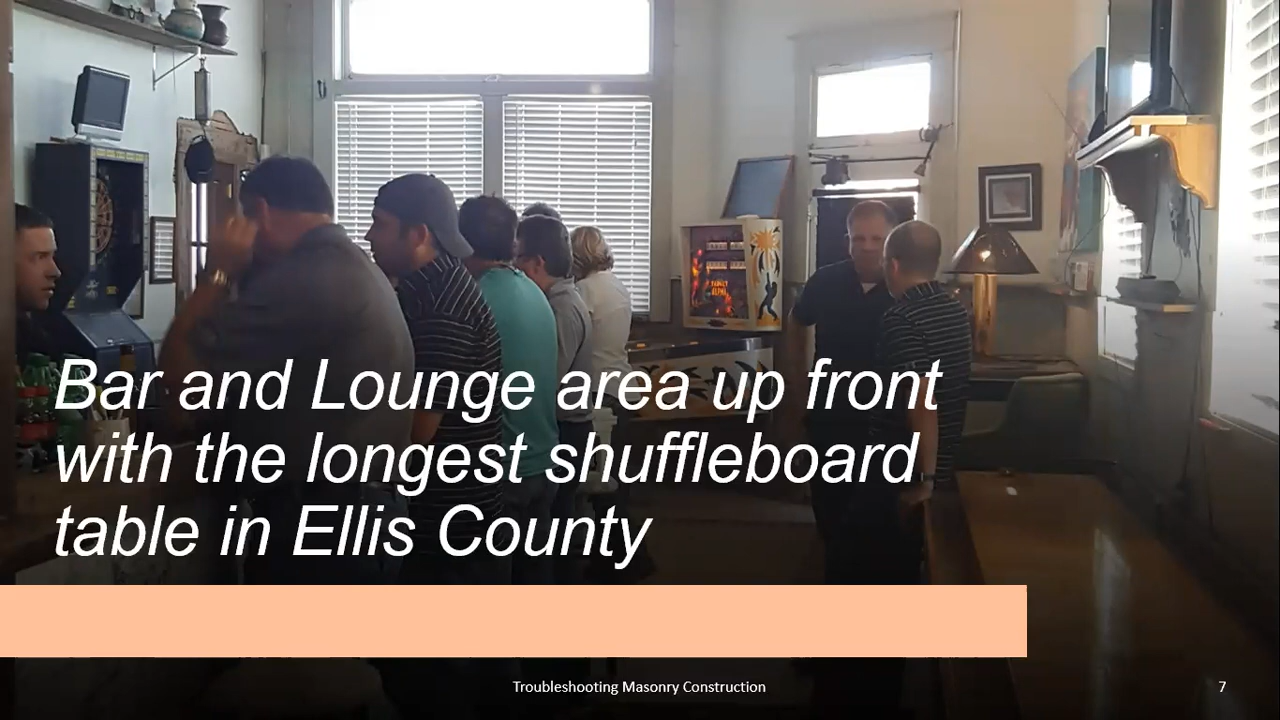 Bar and Lounge area up front
with the longest shuffleboard
table in Ellis County
Troubleshooting Masonry Construction
7